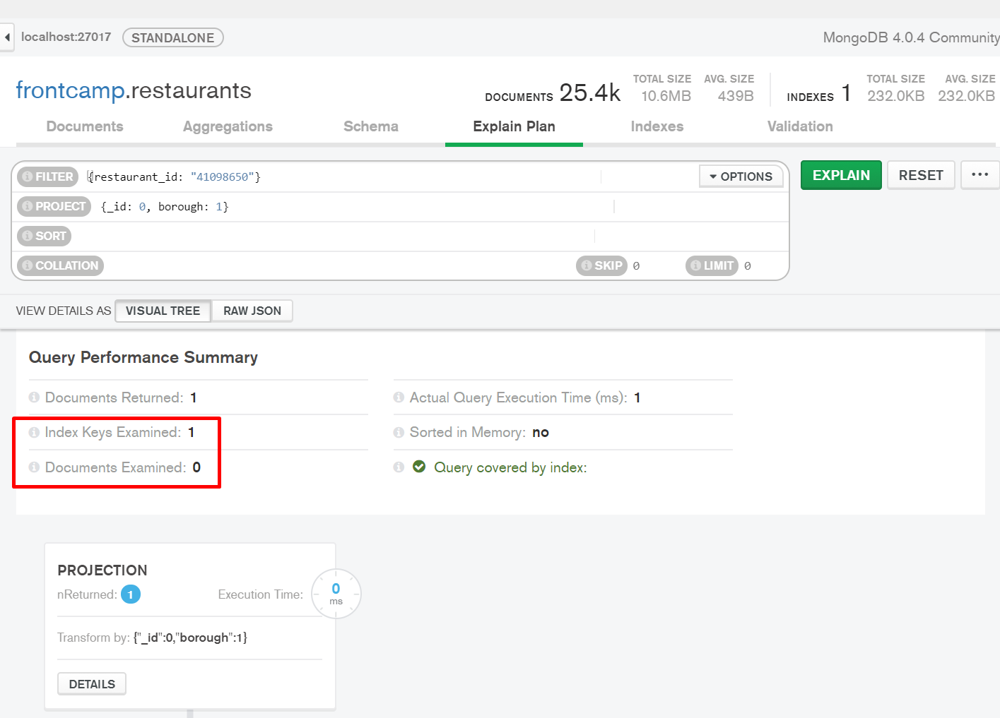 localhost:27017 STANDALONE MongoDB 4.0.4 Community
frontcamp.restaurants DOCUMENTS 25.4k TOTAL SIZE 10.6MB AVG. SIZE 439B INDEXES 1 TOTAL SIZE 232.0KB AVG. SIZE 232.0KB
Documents Aggregations Schema Explain Plan Indexes Validation
FILTER {restaurant_id: "41098650"} OPTIONS EXPLAIN RESET ...
PROJECT {_id: 0, borough: 1}
SORT
COLLATION SKIP 0 LIMIT 0
VIEW DETAILS AS VISUAL TREE RAW JSON
Query Performance Summary
Documents Returned: 1 Actual Query Execution Time (ms): 1
Index Keys Examined: 1 Sorted in Memory: no
Documents Examined: 0 Query covered by index:
PROJECTION
nReturned: 1 Execution Time: 0 ms
Transform by: {"_id":0,"borough":1}
DETAILS